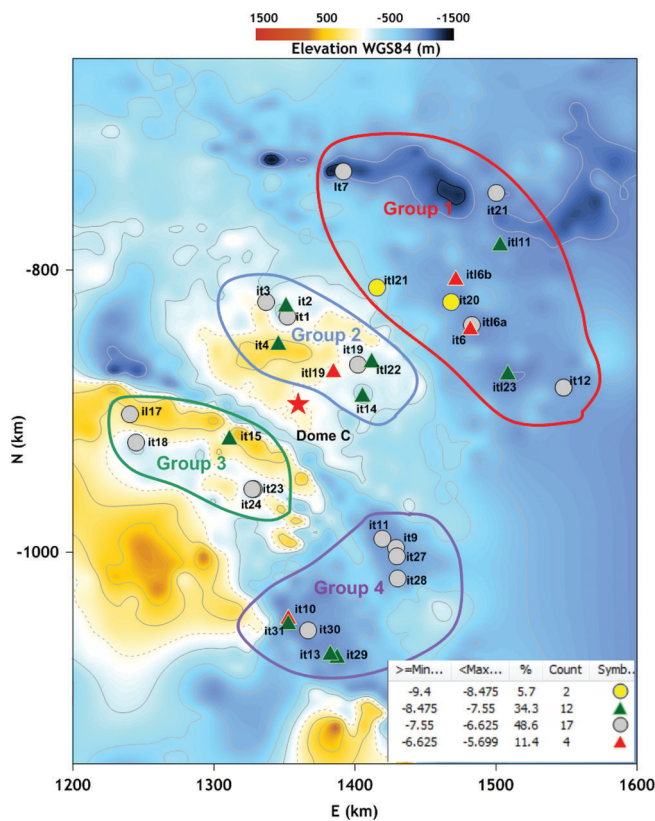 1500 500 -500 -1500
Elevation WGS84 (m)
It7
Group 1
it21
itl11
-800
itl6b
itl21
it20
it3
it2
it1
itl6a
it6
Group 2
it4
it19
itl19
itl22
itl23
it12
it14
Dome C
il17
it15
it18
Group 3
it23
it24
N (km)
-1000
it11
it9
it27
it28
Group 4
it10
it31
it30
it13
it29
>=Min... <Max... % Count Symb..
-9.4 -8.475 5.7 2
-8.475 -7.55 34.3 12
-7.55 -6.625 48.6 17
-6.625 -5.699 11.4 4
1200 1300 1400 1500 1600
E (km)